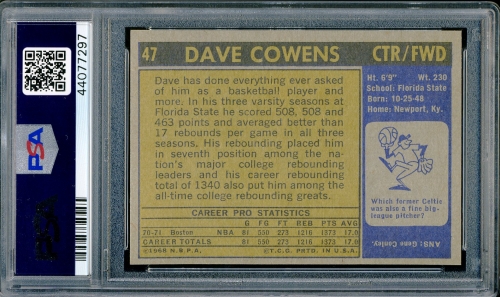 44077297
PSA
47 DAVE COWENS CTR/FWD
Dave has done everything ever asked
of him as a basketball player and
more. In his three varsity seasons at
Florida State he scored 508, 508 and
463 points and averaged better than
17 rebounds per game in all three
seasons. His rebounding placed him
in seventh position among the na-
tion's major college rebounding
leaders and his career rebounding
total of 1340 also put him among the
all-time college rebounding greats.
CAREER PRO STATISTICS
G FG FT REB PTS AVG
70-71 Boston NBA 81 550 273 1216 1373 17.0
CAREER TOTALS 81 550 273 1216 1373 17.0
©1968 N.B.P.A. ©T.C.G. PRTD. IN U.S.A.
Ht. 6'9" Wt. 230
School: Florida State
Born: 10-25-48
Home: Newport, Ky.
Which former Celtic
was also a fine big-
league pitcher?
ANS: Gene Conley
PSA